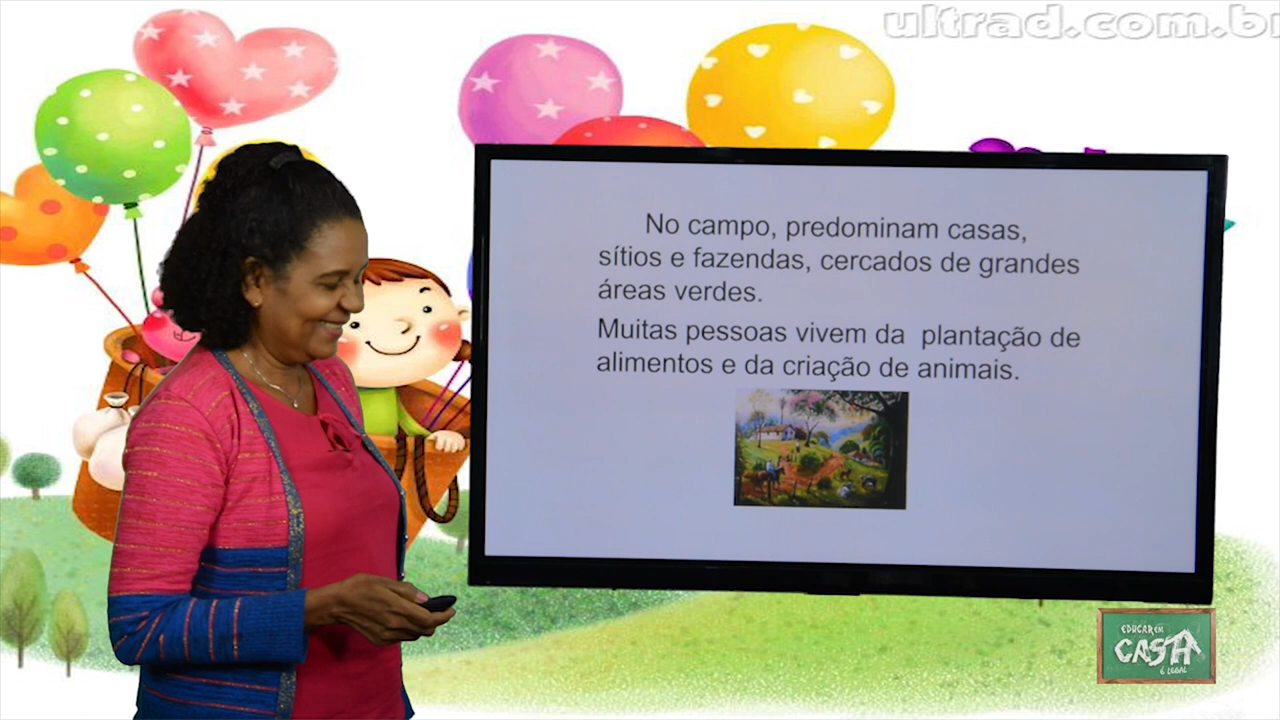 ultrad.com.br
No campo, predominam casas,
sítios e fazendas, cercados de grandes
áreas verdes.
Muitas pessoas vivem da plantação de
alimentos e da criação de animais.
EDUCAR EM
CASA
É LEGAL